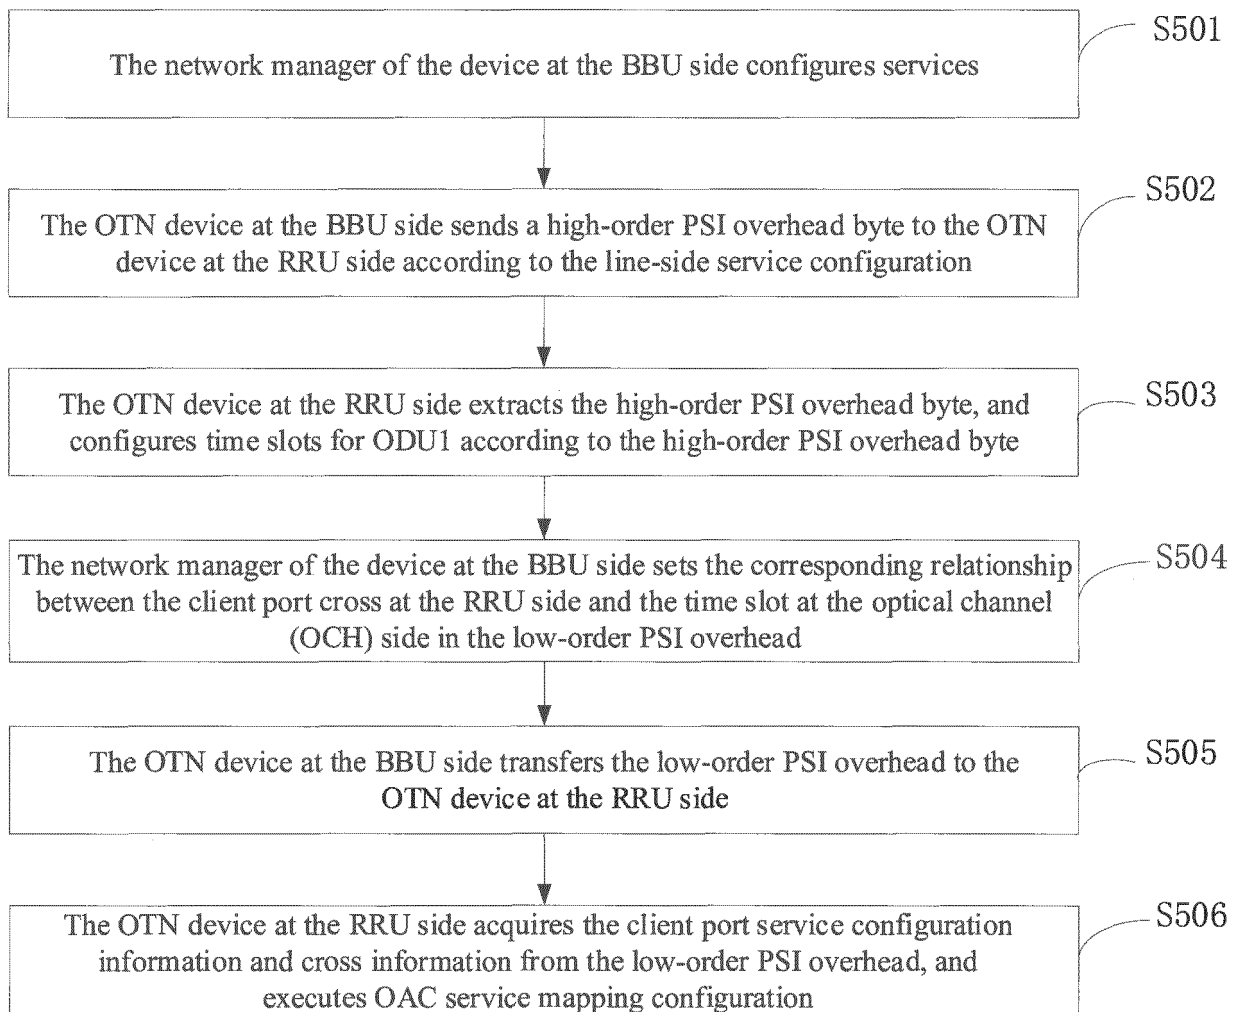 The network manager of the device at the BBU side configures services
S501
The OTN device at the BBU side sends a high-order PSI overhead byte to the OTN
device at the RRU side according to the line-side service configuration
S502
The OTN device at the RRU side extracts the high-order PSI overhead byte, and
configures time slots for ODU1 according to the high-order PSI overhead byte
S503
The network manager of the device at the BBU side sets the corresponding relationship
between the client port cross at the RRU side and the time slot at the optical channel
(OCH) side in the low-order PSI overhead
S504
The OTN device at the BBU side transfers the low-order PSI overhead to the
OTN device at the RRU side
S505
The OTN device at the RRU side acquires the client port service configuration
information and cross information from the low-order PSI overhead, and
executes OAC service mapping configuration
S506